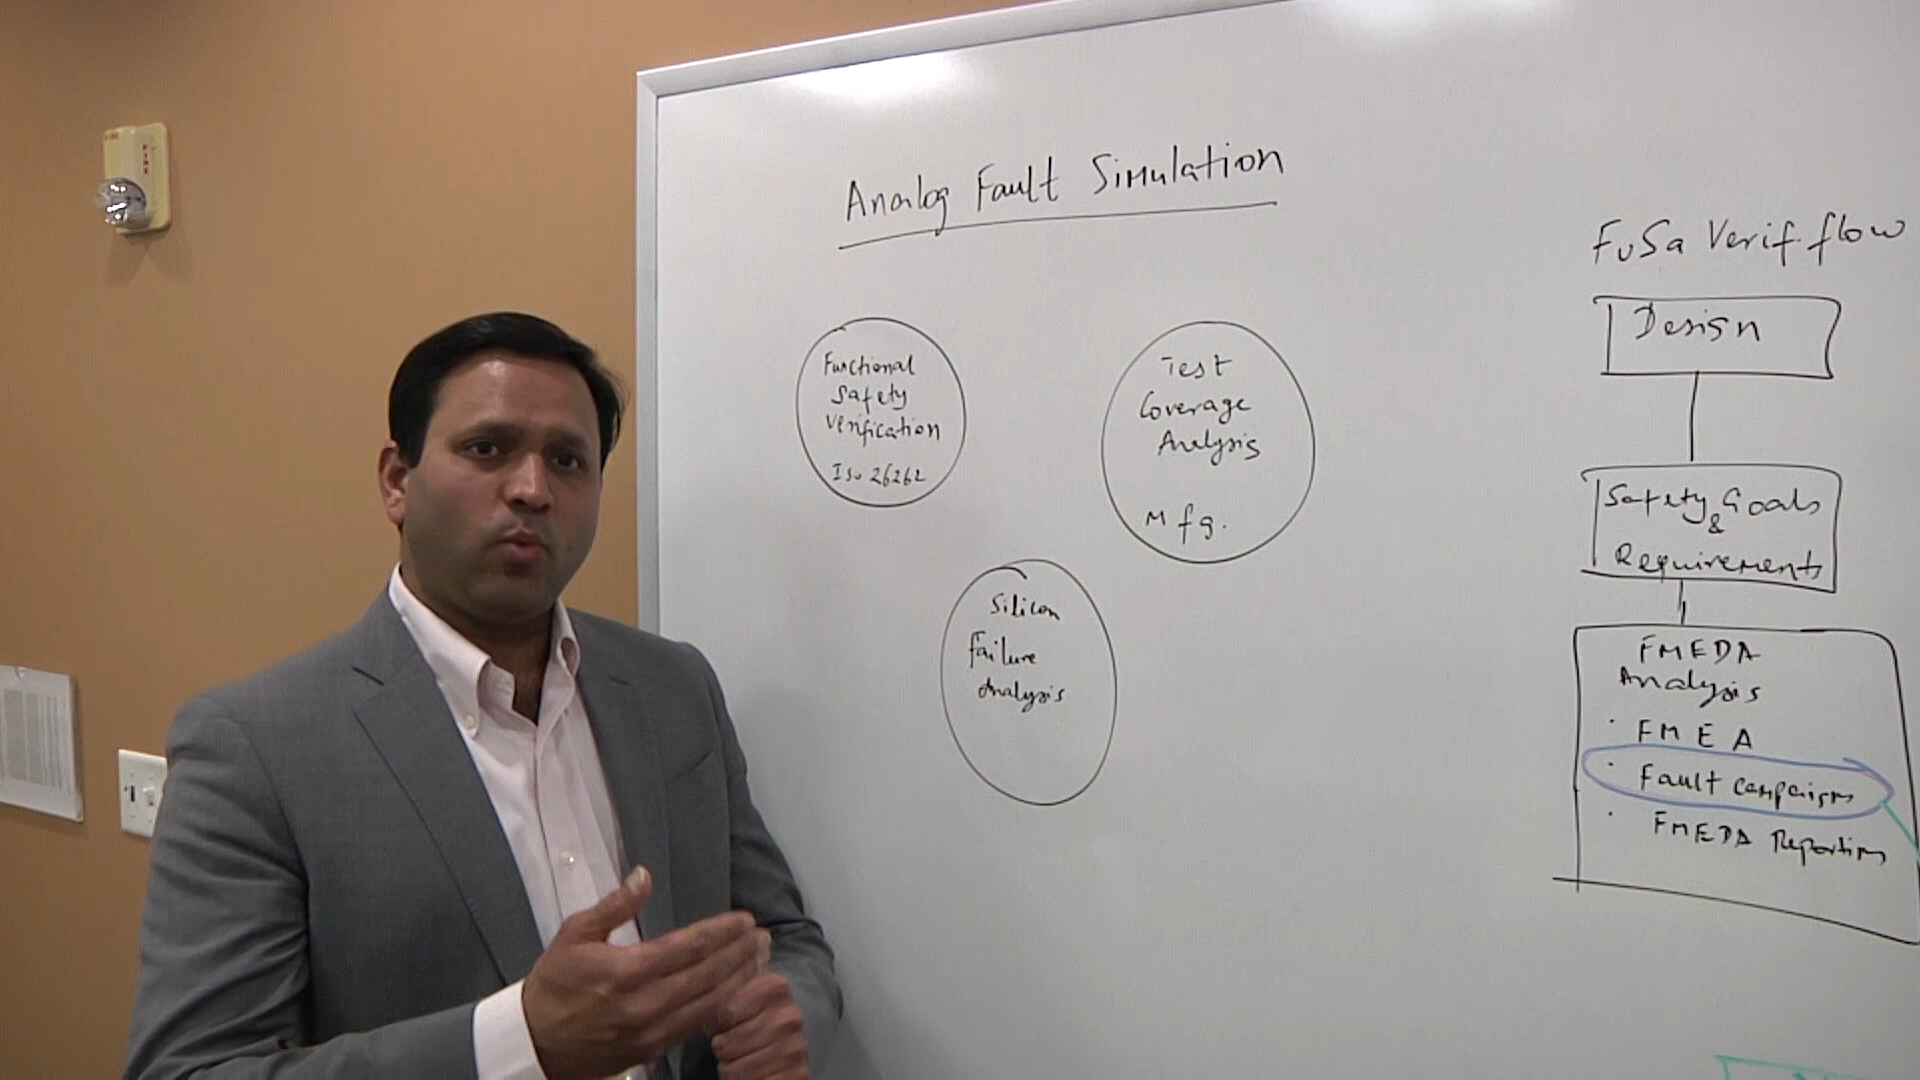 Analog Fault Simulation
Functional
Safety
Verification
ISO 26262
Test
Coverage
Analysis
Mfg.
Silicon
Failure
Analysis
FuSa Verif. flow
Design
Safety Goals
&
Requirements
FMEDA
Analysis
· FMEA
· Fault Campaigns
· FMEDA Reporting
FIRE